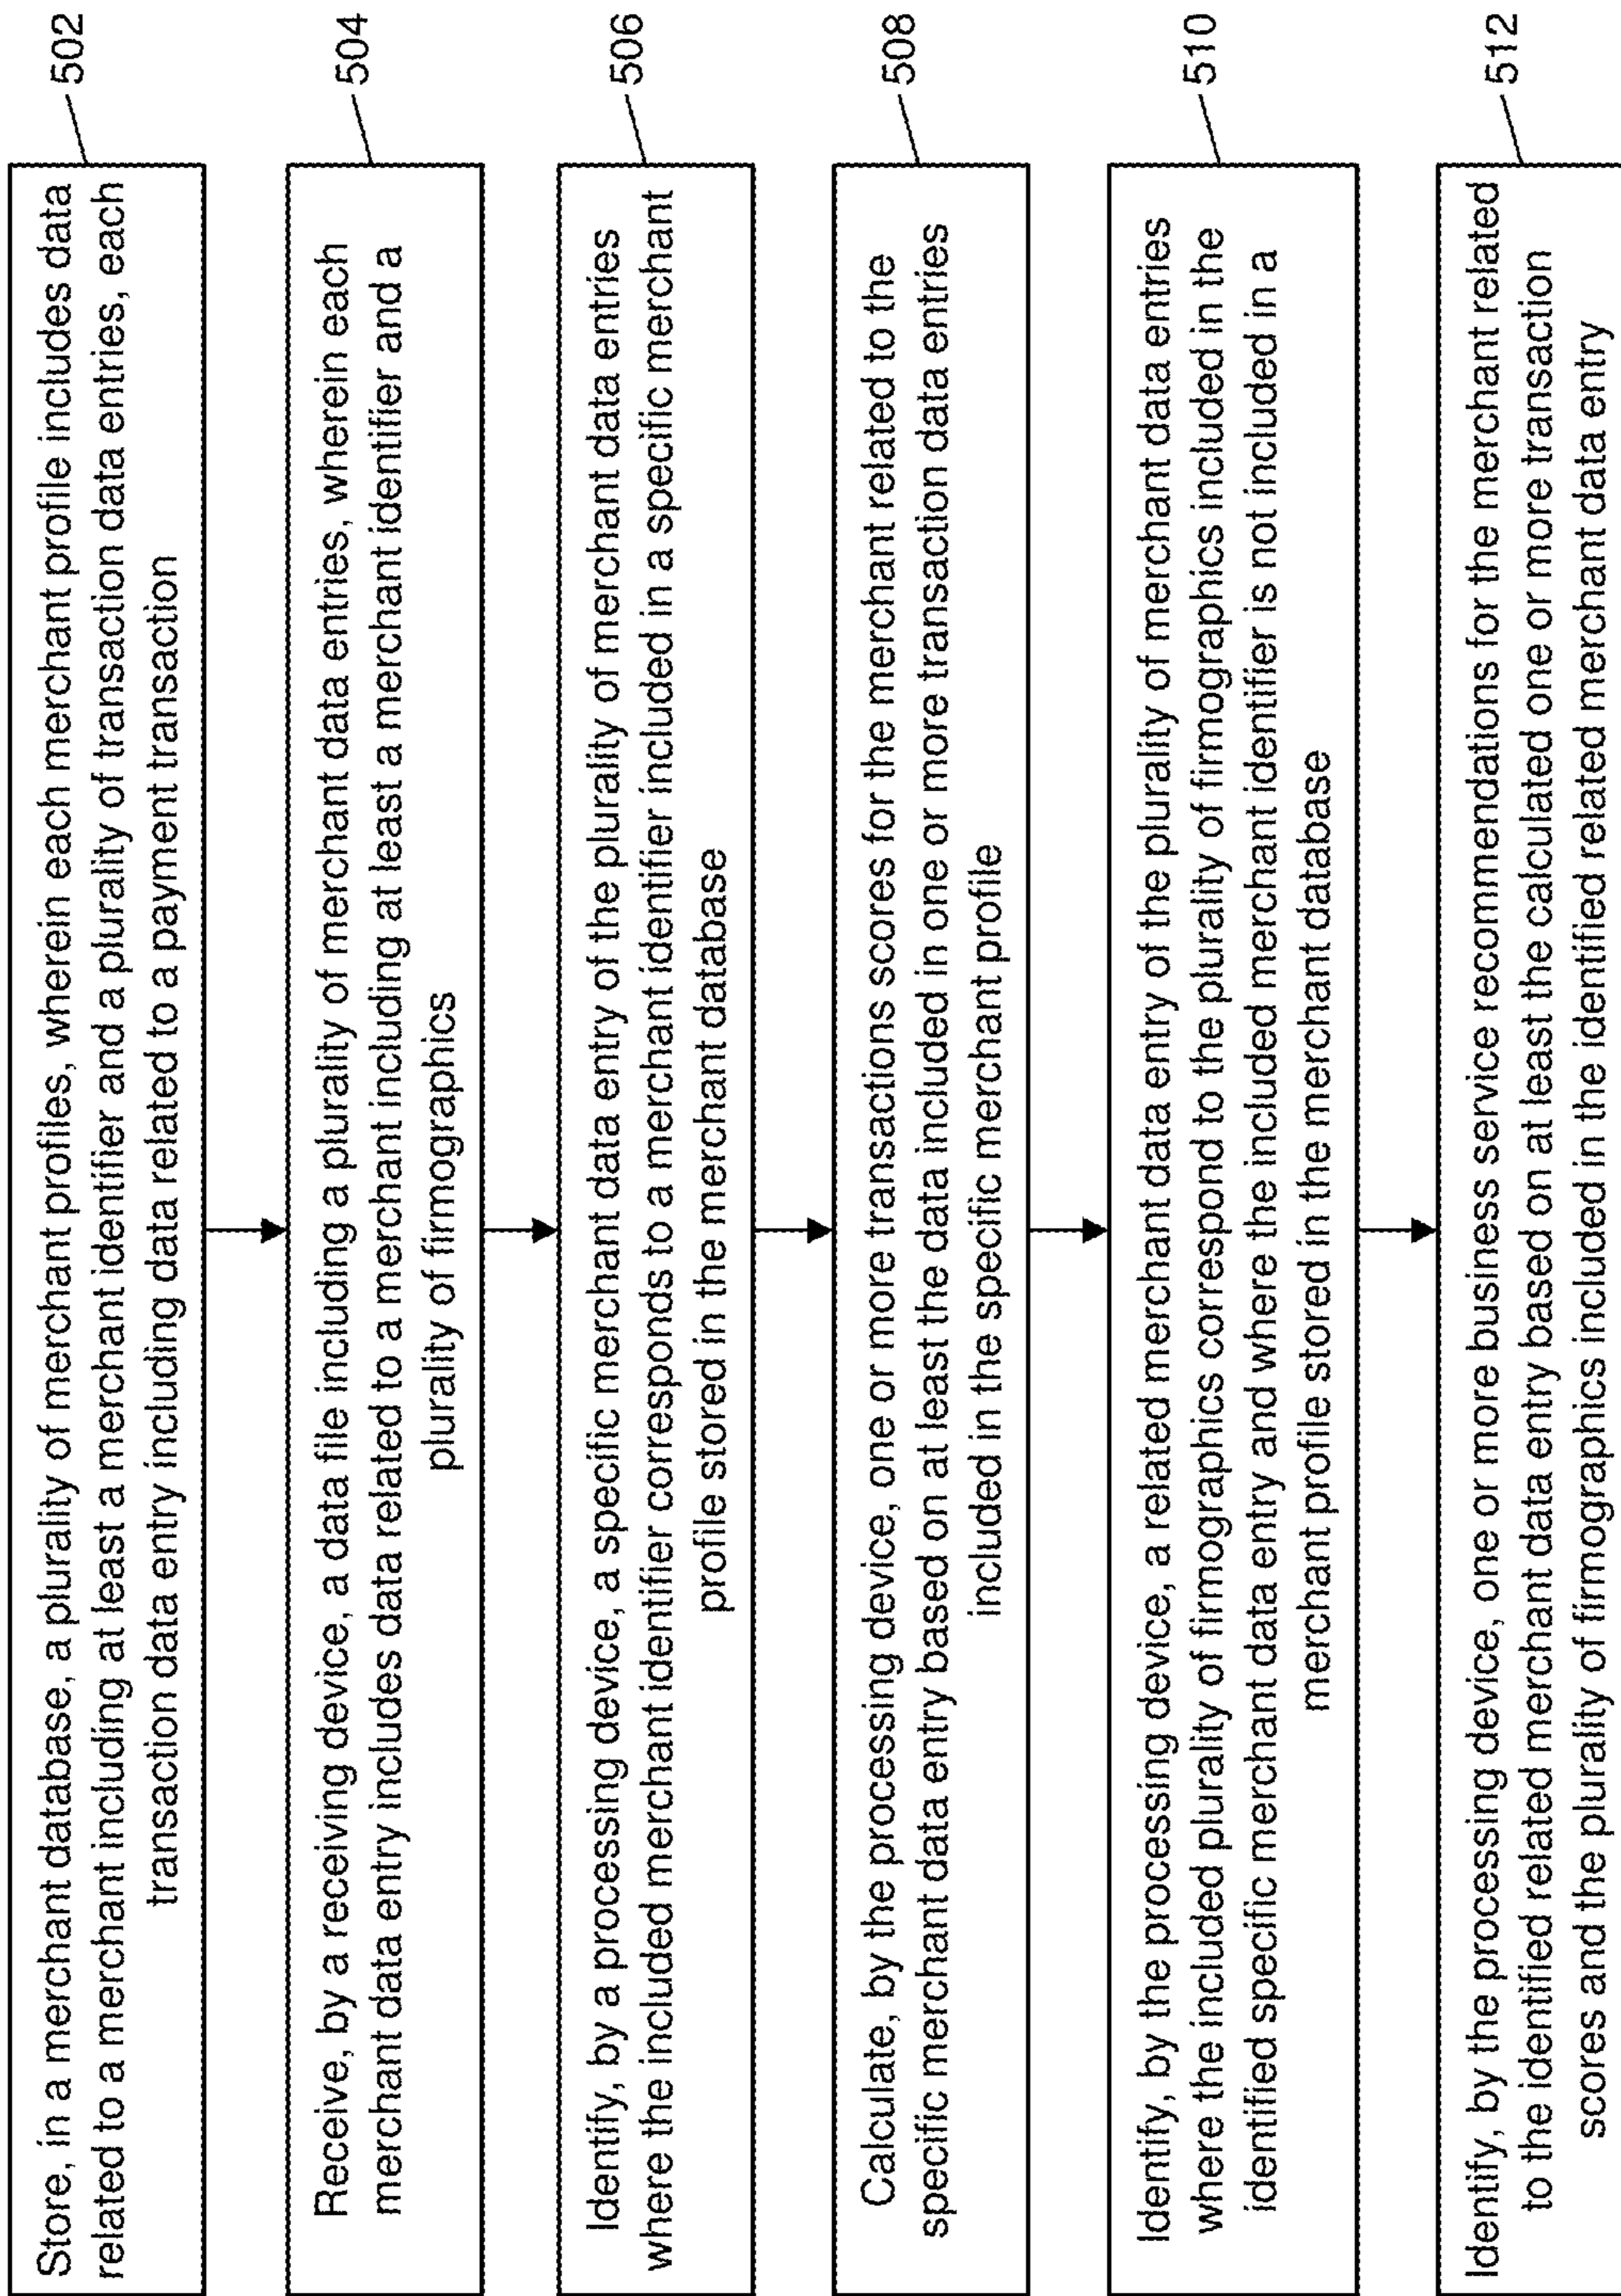 Store, in a merchant database, a plurality of merchant profiles, wherein each merchant profile includes data
related to a merchant including at least a merchant identifier and a plurality of transaction data entries, each
transaction data entry including data related to a payment transaction
502
Receive, by a receiving device, a data file including a plurality of merchant data entries, wherein each
merchant data entry includes data related to a merchant including at least a merchant identifier and a
plurality of firmographics
504
Identify, by a processing device, a specific merchant data entry of the plurality of merchant data entries
where the included merchant identifier corresponds to a merchant identifier included in a specific merchant
profile stored in the merchant database
506
Calculate, by the processing device, one or more transactions scores for the merchant related to the
specific merchant data entry based on at least the data included in one or more transaction data entries
included in the specific merchant profile
508
Identify, by the processing device, a related merchant data entry of the plurality of merchant data entries
where the included plurality of firmographics correspond to the plurality of firmographics included in the
identified specific merchant data entry and where the included merchant identifier is not included in a
merchant profile stored in the merchant database
510
Identify, by the processing device, one or more business service recommendations for the merchant related
to the identified related merchant data entry based on at least the calculated one or more transaction
scores and the plurality of firmographics included in the identified related merchant data entry
512